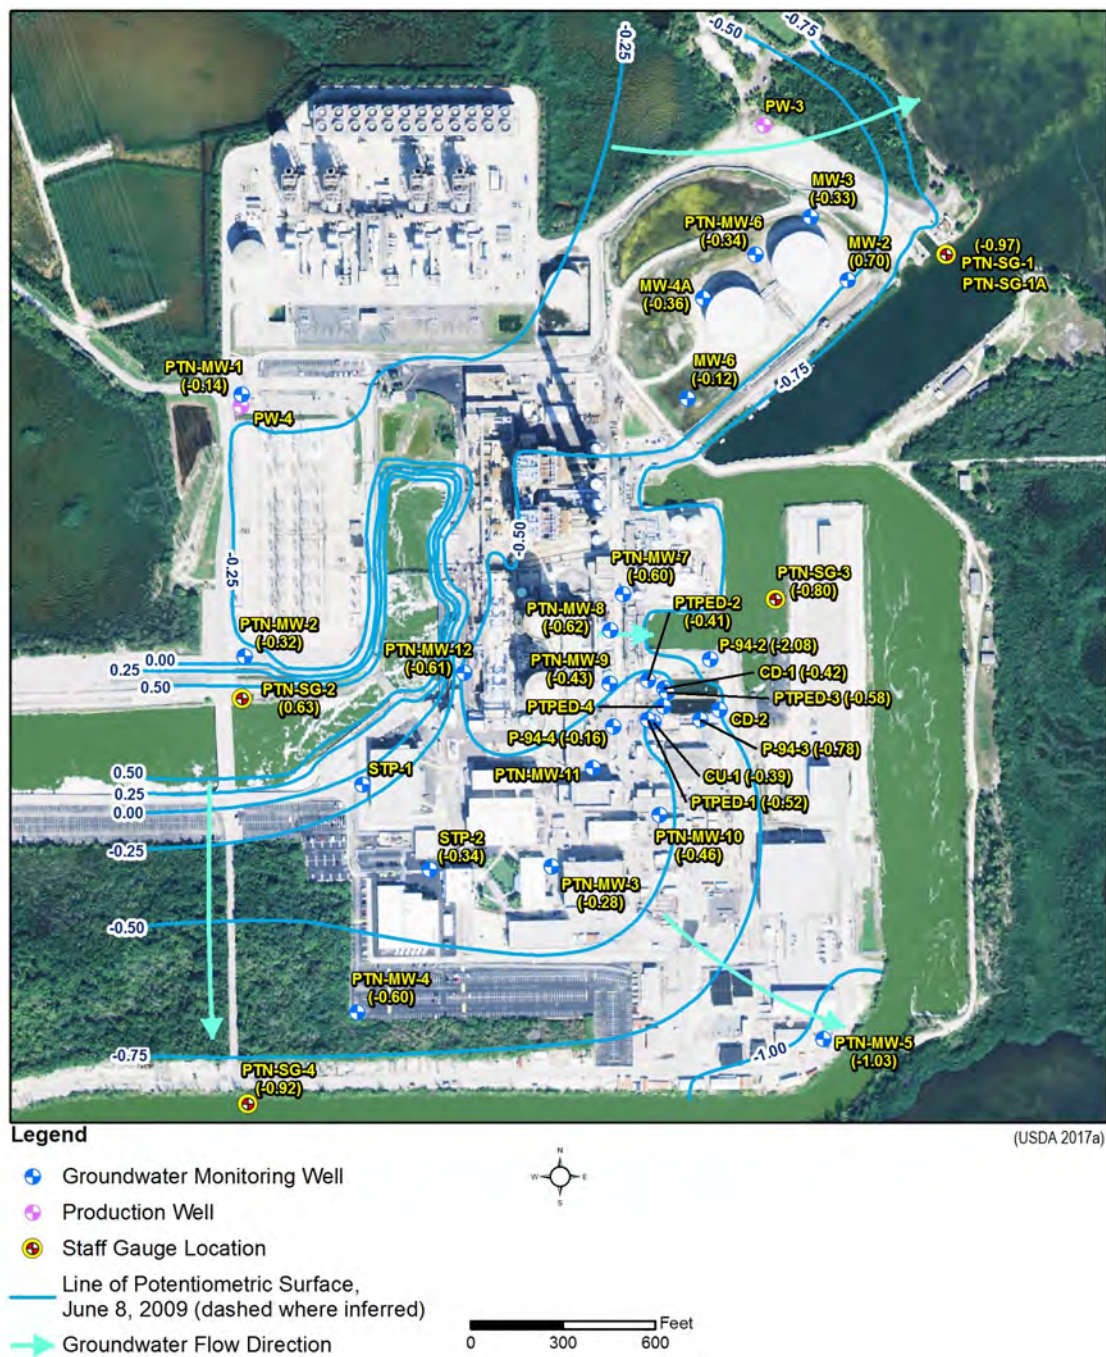 -0.75
-0.50
-0.25
PW-3
MW-3
(-0.33)
PTN-MW-6
(-0.34)
MW-2
(0.70)
(-0.97)
PTN-SG-1
PTN-SG-1A
MW-4A
(-0.36)
PTN-MW-1
(-0.14)
PW-4
MW-6
(-0.12)
-0.75
-0.50
-0.25
PTN-MW-7
(-0.60)
PTN-SG-3
(-0.80)
PTPED-2
(-0.41)
PTN-MW-8
(-0.62)
PTN-MW-2
(-0.32)
0.00
0.25
0.50
PTN-MW-12
(-0.61)
PTN-MW-9
(-0.43)
P-94-2 (-2.08)
CD-1 (-0.42)
PTPED-3 (-0.58)
PTN-SG-2
(0.63)
PTPED-4
CD-2
P-94-4 (-0.16)
P-94-3 (-0.78)
0.50
0.25
0.00
-0.25
STP-1
PTN-MW-11
CU-1 (-0.39)
PTPED-1 (-0.52)
PTN-MW-10
(-0.46)
STP-2
(-0.34)
PTN-MW-3
(-0.28)
-0.50
PTN-MW-4
(-0.60)
-0.75
-1.00
PTN-MW-5
(-1.03)
PTN-SG-4
(-0.92)
Legend
(USDA 2017a)
N
W E
S
Groundwater Monitoring Well
Production Well
Staff Gauge Location
Line of Potentiometric Surface,
June 8, 2009 (dashed where inferred)
Groundwater Flow Direction
Feet
0 300 600